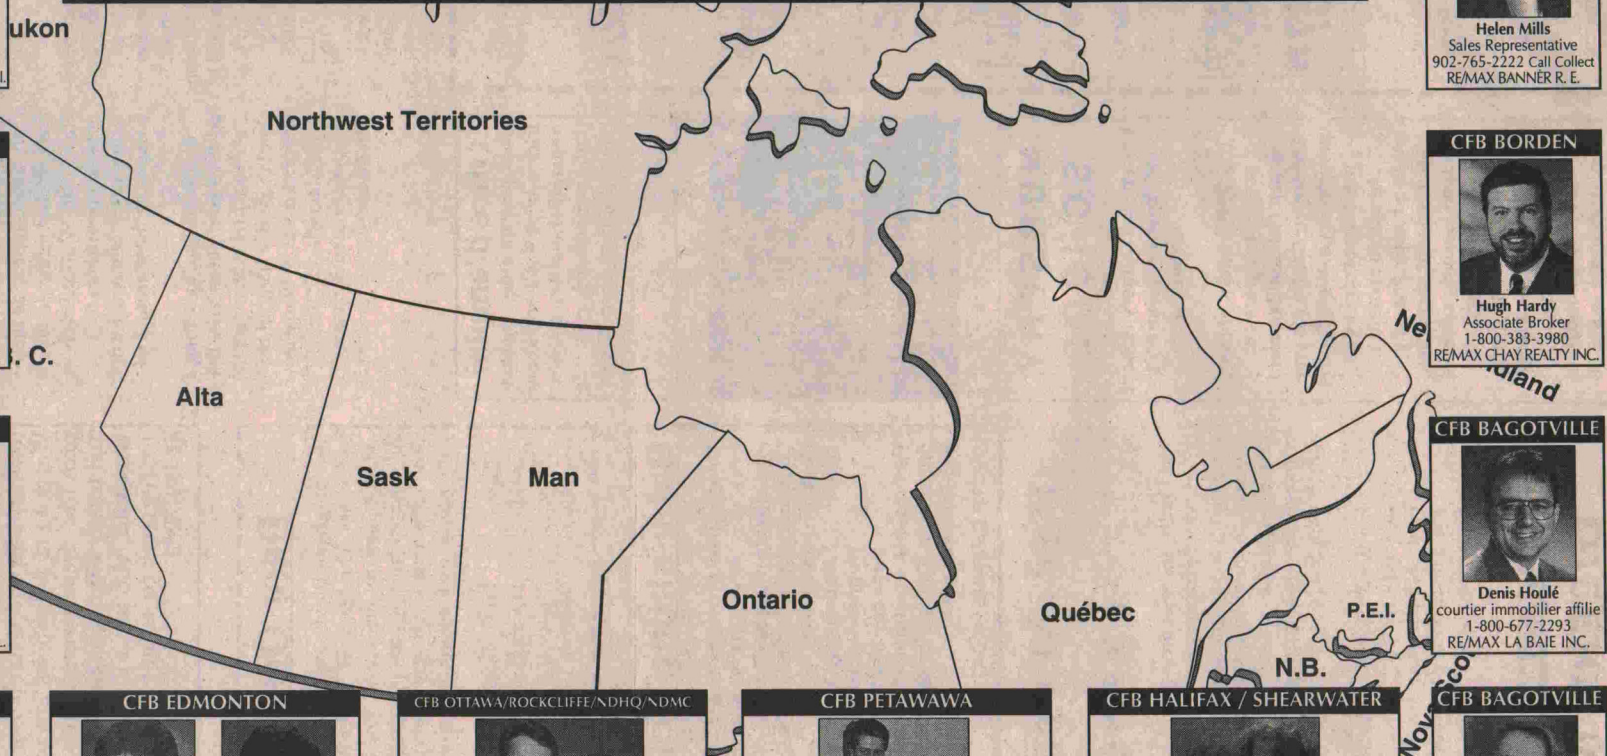 ukon
Northwest Territories
. C.
Alta
Sask
Man
Ontario
Québec
P.E.I.
N.B.
Helen Mills
Sales Representative
902-765-2222 Call Collect
RE/MAX BANNER R. E.
CFB BORDEN
Hugh Hardy
Associate Broker
1-800-383-3980
RE/MAX CHAY REALTY INC.
CFB BAGOTVILLE
Denis Houlé
courtier immobilier affilie
1-800-677-2293
RE/MAX LA BAIE INC.
CFB EDMONTON
CFB OTTAWA/ROCKCLIFFE/NDHQ/NDMC
CFB PETAWAWA
CFB HALIFAX / SHEARWATER
CFB BAGOTVILLE